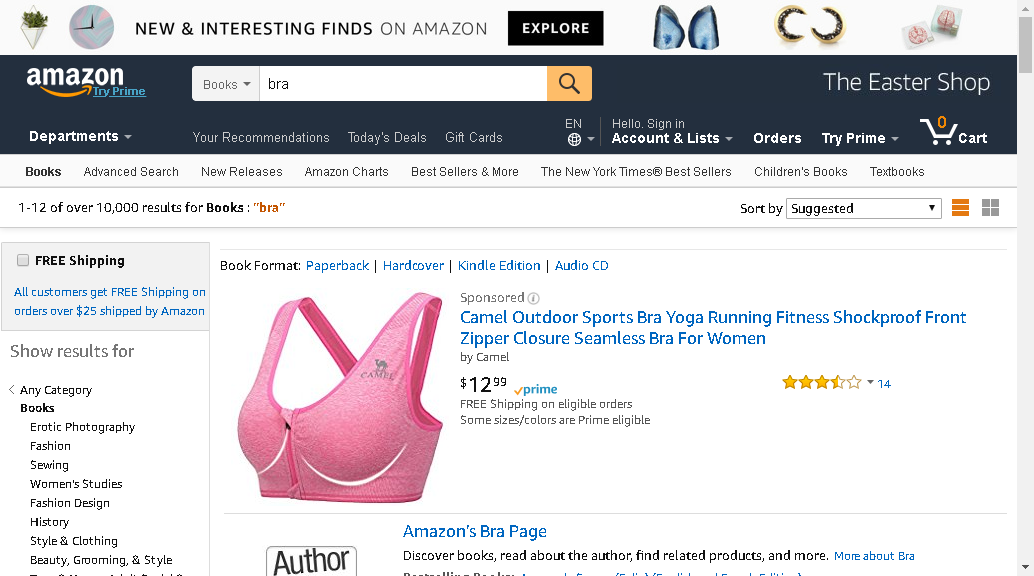 NEW & INTERESTING FINDS ON AMAZON EXPLORE
amazon
Try Prime
Books
bra
The Easter Shop
Departments
Your Recommendations Today's Deals Gift Cards
EN
Hello. Sign in
Account & Lists
Orders
Try Prime
0
Cart
Books Advanced Search New Releases Amazon Charts Best Sellers & More The New York Times® Best Sellers Children's Books Textbooks
1-12 of over 10,000 results for Books : "bra"
Sort by Suggested
FREE Shipping
All customers get FREE Shipping on
orders over $25 shipped by Amazon
Show results for
Any Category
Books
Erotic Photography
Fashion
Sewing
Women's Studies
Fashion Design
History
Style & Clothing
Beauty, Grooming, & Style
Book Format: Paperback | Hardcover | Kindle Edition | Audio CD
CAMEL
Sponsored
Camel Outdoor Sports Bra Yoga Running Fitness Shockproof Front
Zipper Closure Seamless Bra For Women
by Camel
$12 99 prime
FREE Shipping on eligible orders
Some sizes/colors are Prime eligible
14
Author
Amazon's Bra Page
Discover books, read about the author, find related products, and more. More about Bra